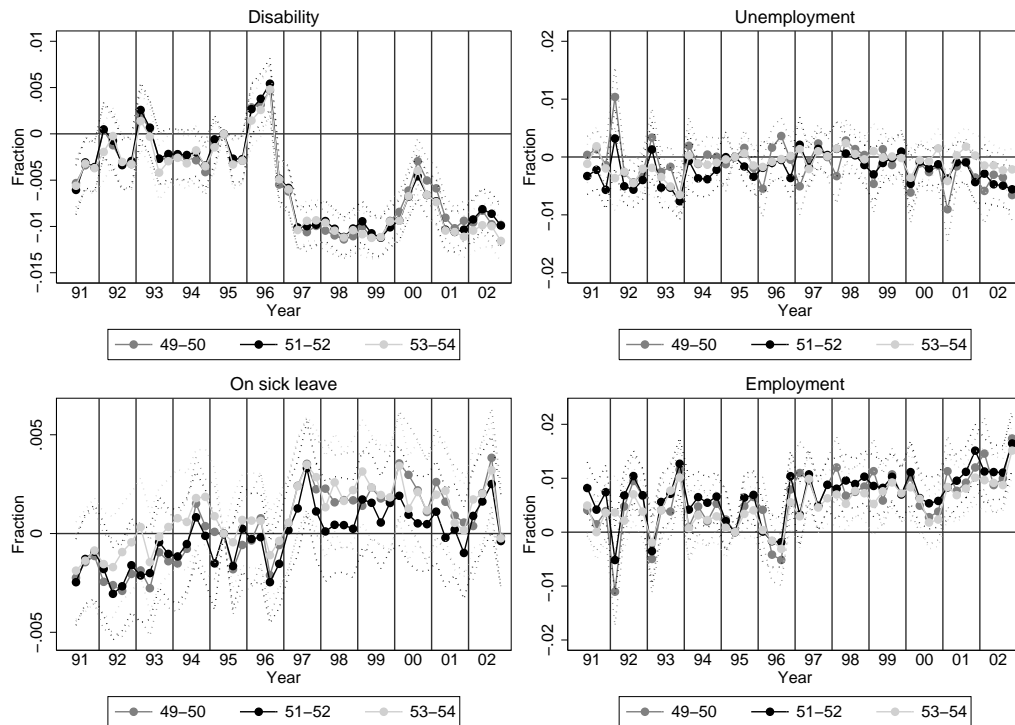 Disability
.01
.005
0
−.005
−.01
−.015
Fraction
91 92 93 94 95 96 97 98 99 00 01 02
Year
49−50 51−52 53−54
Unemployment
.02
.01
0
−.01
−.02
Fraction
91 92 93 94 95 96 97 98 99 00 01 02
Year
49−50 51−52 53−54
On sick leave
.005
0
−.005
Fraction
91 92 93 94 95 96 97 98 99 00 01 02
Year
49−50 51−52 53−54
Employment
.02
.01
0
−.01
−.02
Fraction
91 92 93 94 95 96 97 98 99 00 01 02
Year
49−50 51−52 53−54